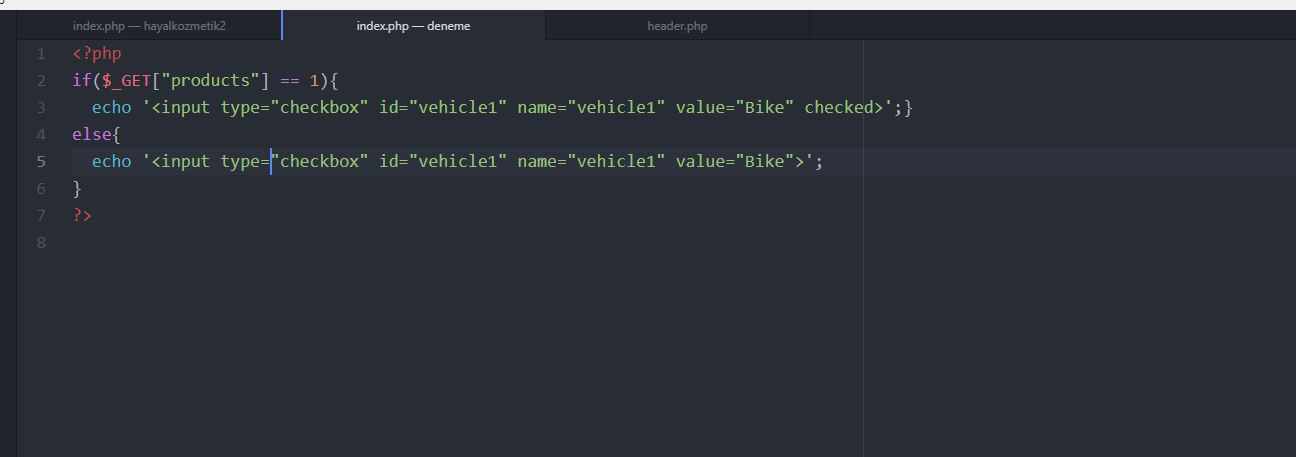 index.php — hayalkozmetik2 index.php — deneme header.php
1 <?php
2 if($_GET["products"] == 1){
3 echo '<input type="checkbox" id="vehicle1" name="vehicle1" value="Bike" checked>';}
4 else{
5 echo '<input type="checkbox" id="vehicle1" name="vehicle1" value="Bike">';
6 }
7 ?>
8